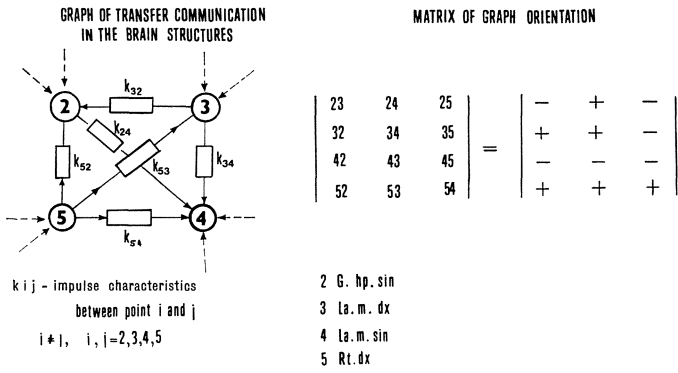 GRAPH OF TRANSFER COMMUNICATION
IN THE BRAIN STRUCTURES
MATRIX OF GRAPH ORIENTATION
k32
2
3
k24
k52
k53
k34
5
4
k54
23 24 25
32 34 35
42 43 45
52 53 54
=
− + −
+ + −
− − −
+ + +
kij - impulse characteristics
between point i and j
i ≠ j, i, j=2,3,4,5
2 G. hp. sin
3 La. m. dx
4 La. m. sin
5 Rt. dx